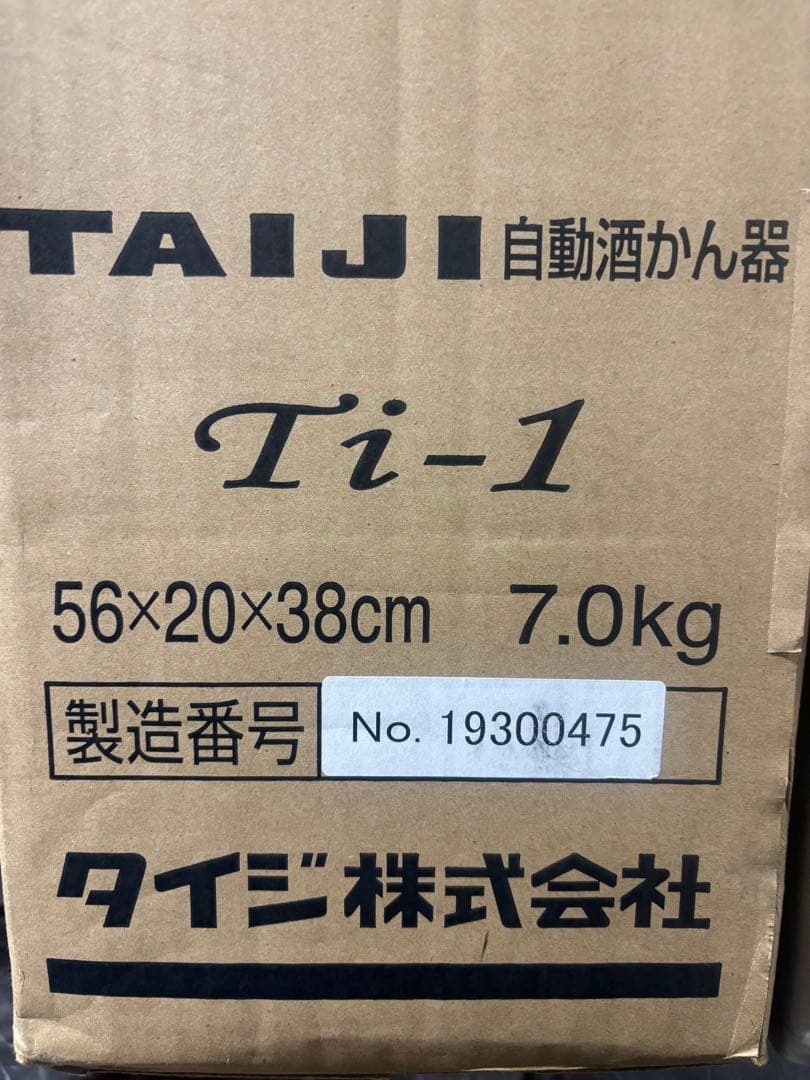 TAIJI 自動酒かん器
Ti-1
56×20×38cm 7.0kg
製造番号 No. 19300475
タイジ株式会社